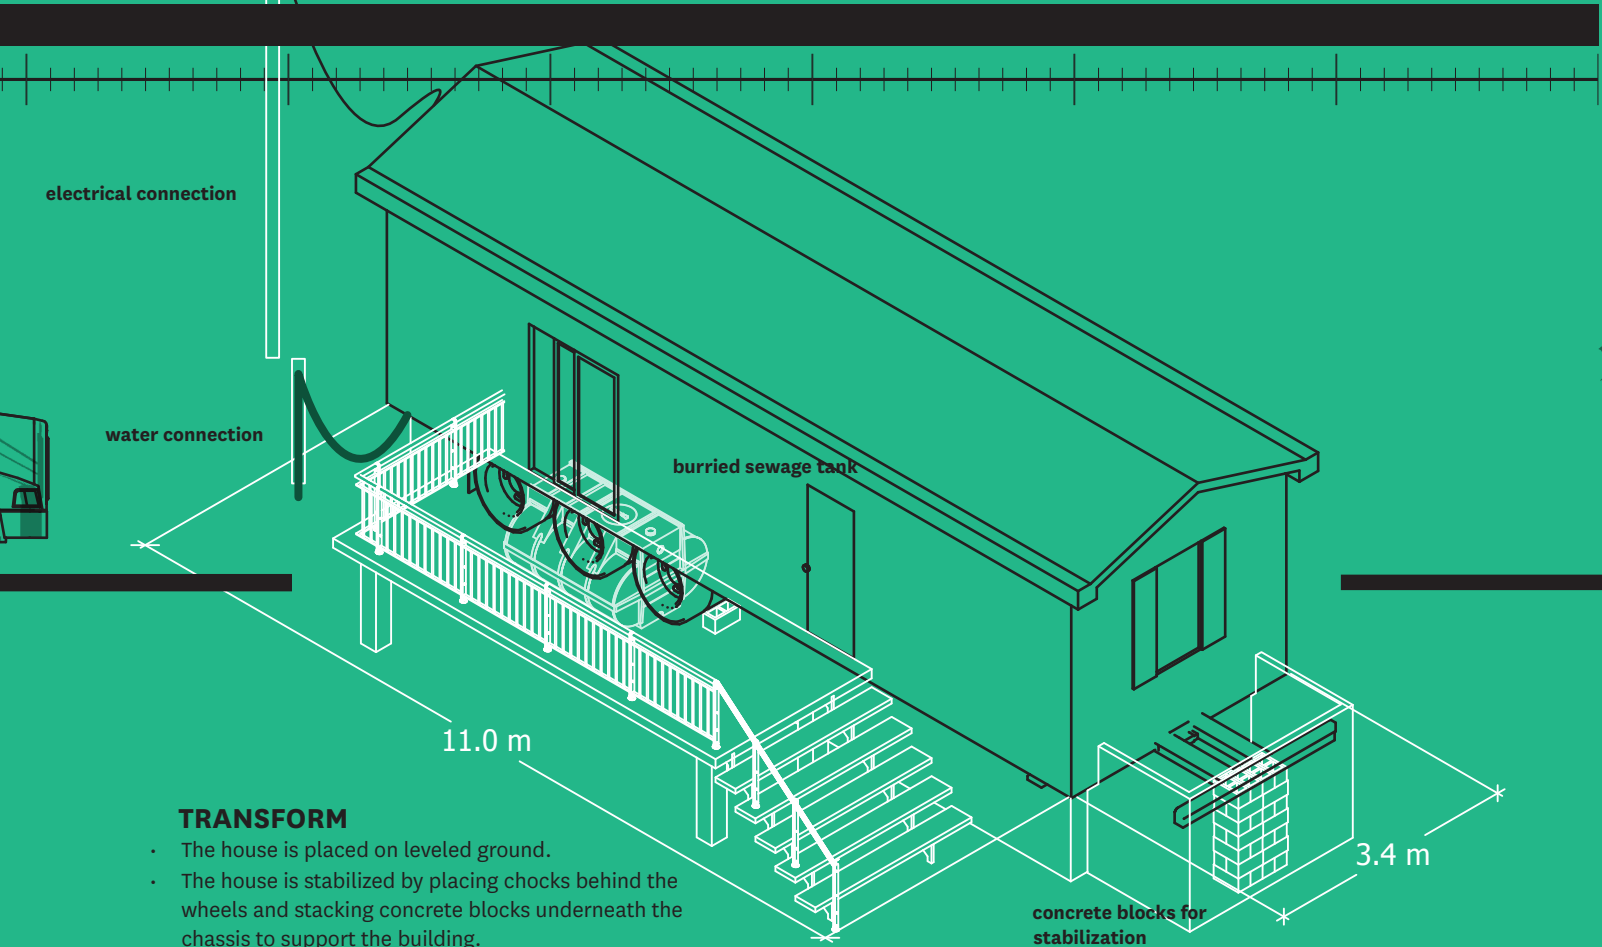 electrical connection
water connection
burried sewage tank
11.0 m
TRANSFORM
· The house is placed on leveled ground.
· The house is stabilized by placing chocks behind the
wheels and stacking concrete blocks underneath the
chassis to support the building.
3.4 m
concrete blocks for
stabilization